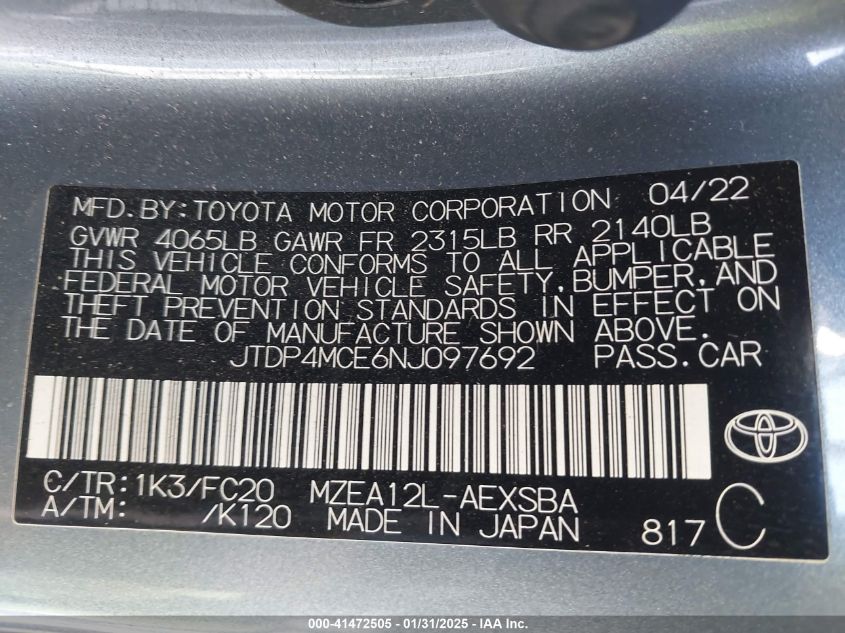 MFD.BY:TOYOTA MOTOR CORPORATION 04/22
GVWR 4065LB GAWR FR 2315LB RR 2140LB
THIS VEHICLE CONFORMS TO ALL APPLICABLE
FEDERAL MOTOR VEHICLE SAFETY,BUMPER,AND
THEFT PREVENTION STANDARDS IN EFFECT ON
THE DATE OF MANUFACTURE SHOWN ABOVE.
JTDP4MCE6NJ097692 PASS.CAR
C/TR:1K3/FC20 MZEA12L-AEXSBA
A/TM: /K120 MADE IN JAPAN 817 C
000-41472505 - 01/31/2025 - IAA Inc.